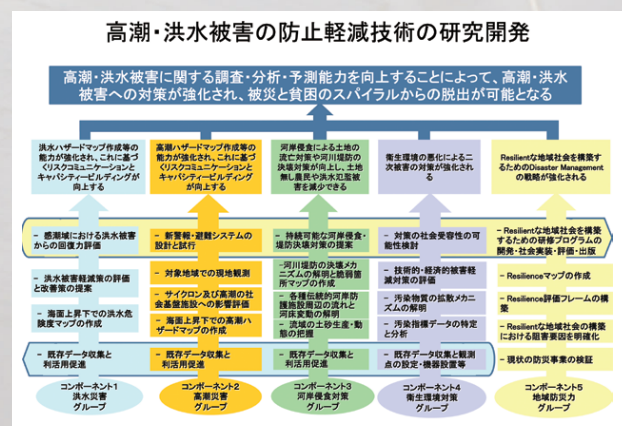 高潮・洪水被害の防止軽減技術の研究開発
高潮・洪水被害に関する調査・分析・予測能力を向上することによって、高潮・洪水
被害への対策が強化され、被災と貧困のスパイラルからの脱出が可能となる
洪水ハザードマップ作成等の
能力が強化され、これに基づ
くリスクコミュニケーションと
キャパシティービルディングが
向上する
高潮ハザードマップ作成等の
能力が強化され、これに基づ
くリスクコミュニケーションと
キャパシティービルディング
が向上する
河岸侵食による土地の
流亡対策や河川堤防の
決壊対策が向上し、土地
無し農民や洪水氾濫被
害を減少できる
衛生環境の悪化による二
次被害の対策が強化され
る
Resilientな地域社会を構築す
るためのDisaster Management
の戦略が強化される
− 感潮域における洪水被害
からの回復力評価
− 洪水被害軽減策の評価
と改善策の提案
− 海面上昇下での洪水危
険度マップの作成
− 既存データ収集と
利活用促進
− 新警報・避難システムの
設計と試行
− 対象地域での現地観測
− サイクロン及び高潮の社会
基盤施設への影響評価
− 海面上昇下での高潮ハ
ザードマップの作成
− 既存データ収集と
利活用促進
− 持続可能な河岸侵食・
堤防決壊対策の提案
− 河川堤防の決壊メカ
ニズムの解明と脆弱箇
所マップの作成
− 各種伝統的河岸防
護施設周辺の流れと
河床変動の解明
− 流域の土砂生産・動
態の把握
− 既存データ収集と
利活用促進
− 対策の社会受容性の可
能性検討
− 技術的・経済的被害軽
減対策の評価
− 汚染物質の拡散メカニ
ズムの解明
− 汚染指標データの特定
と分析
− 既存データ収集と観測
点の設定・機器設置等
− Resilientな地域社会を構築す
るための研修プログラムの
開発・社会実装・評価・出版
− Resilienceマップの作成
− Resilience評価フレームの構
築
− Resilientな地域社会の構築
における阻害要因を明確化
− 現状の防災事業の検証
コンポーネント1
洪水災害
グループ
コンポーネント2
高潮災害
グループ
コンポーネント3
河岸侵食対策
グループ
コンポーネント4
衛生環境対策
グループ
コンポーネント5
地域防災力
グループ